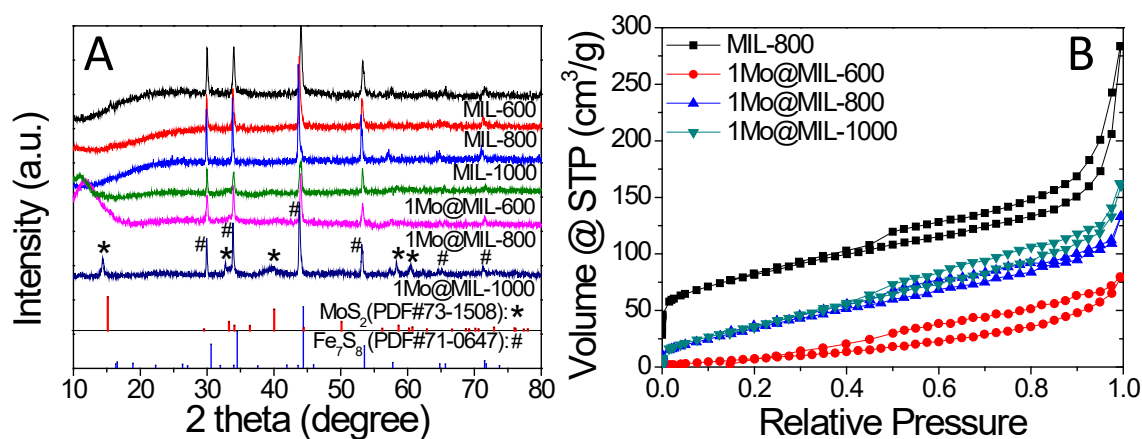 A
MIL-600
MIL-800
MIL-1000
1Mo@MIL-600
1Mo@MIL-800
1Mo@MIL-1000
# # # # # #
* * * * *
MoS₂(PDF#73-1508):*
Fe₇S₈(PDF#71-0647):#
10 20 30 40 50 60 70 80
2 theta (degree)
Intensity (a.u.)
B
MIL-800
1Mo@MIL-600
1Mo@MIL-800
1Mo@MIL-1000
300
250
200
150
100
50
0
0.0 0.2 0.4 0.6 0.8 1.0
Relative Pressure
Volume @ STP (cm³/g)